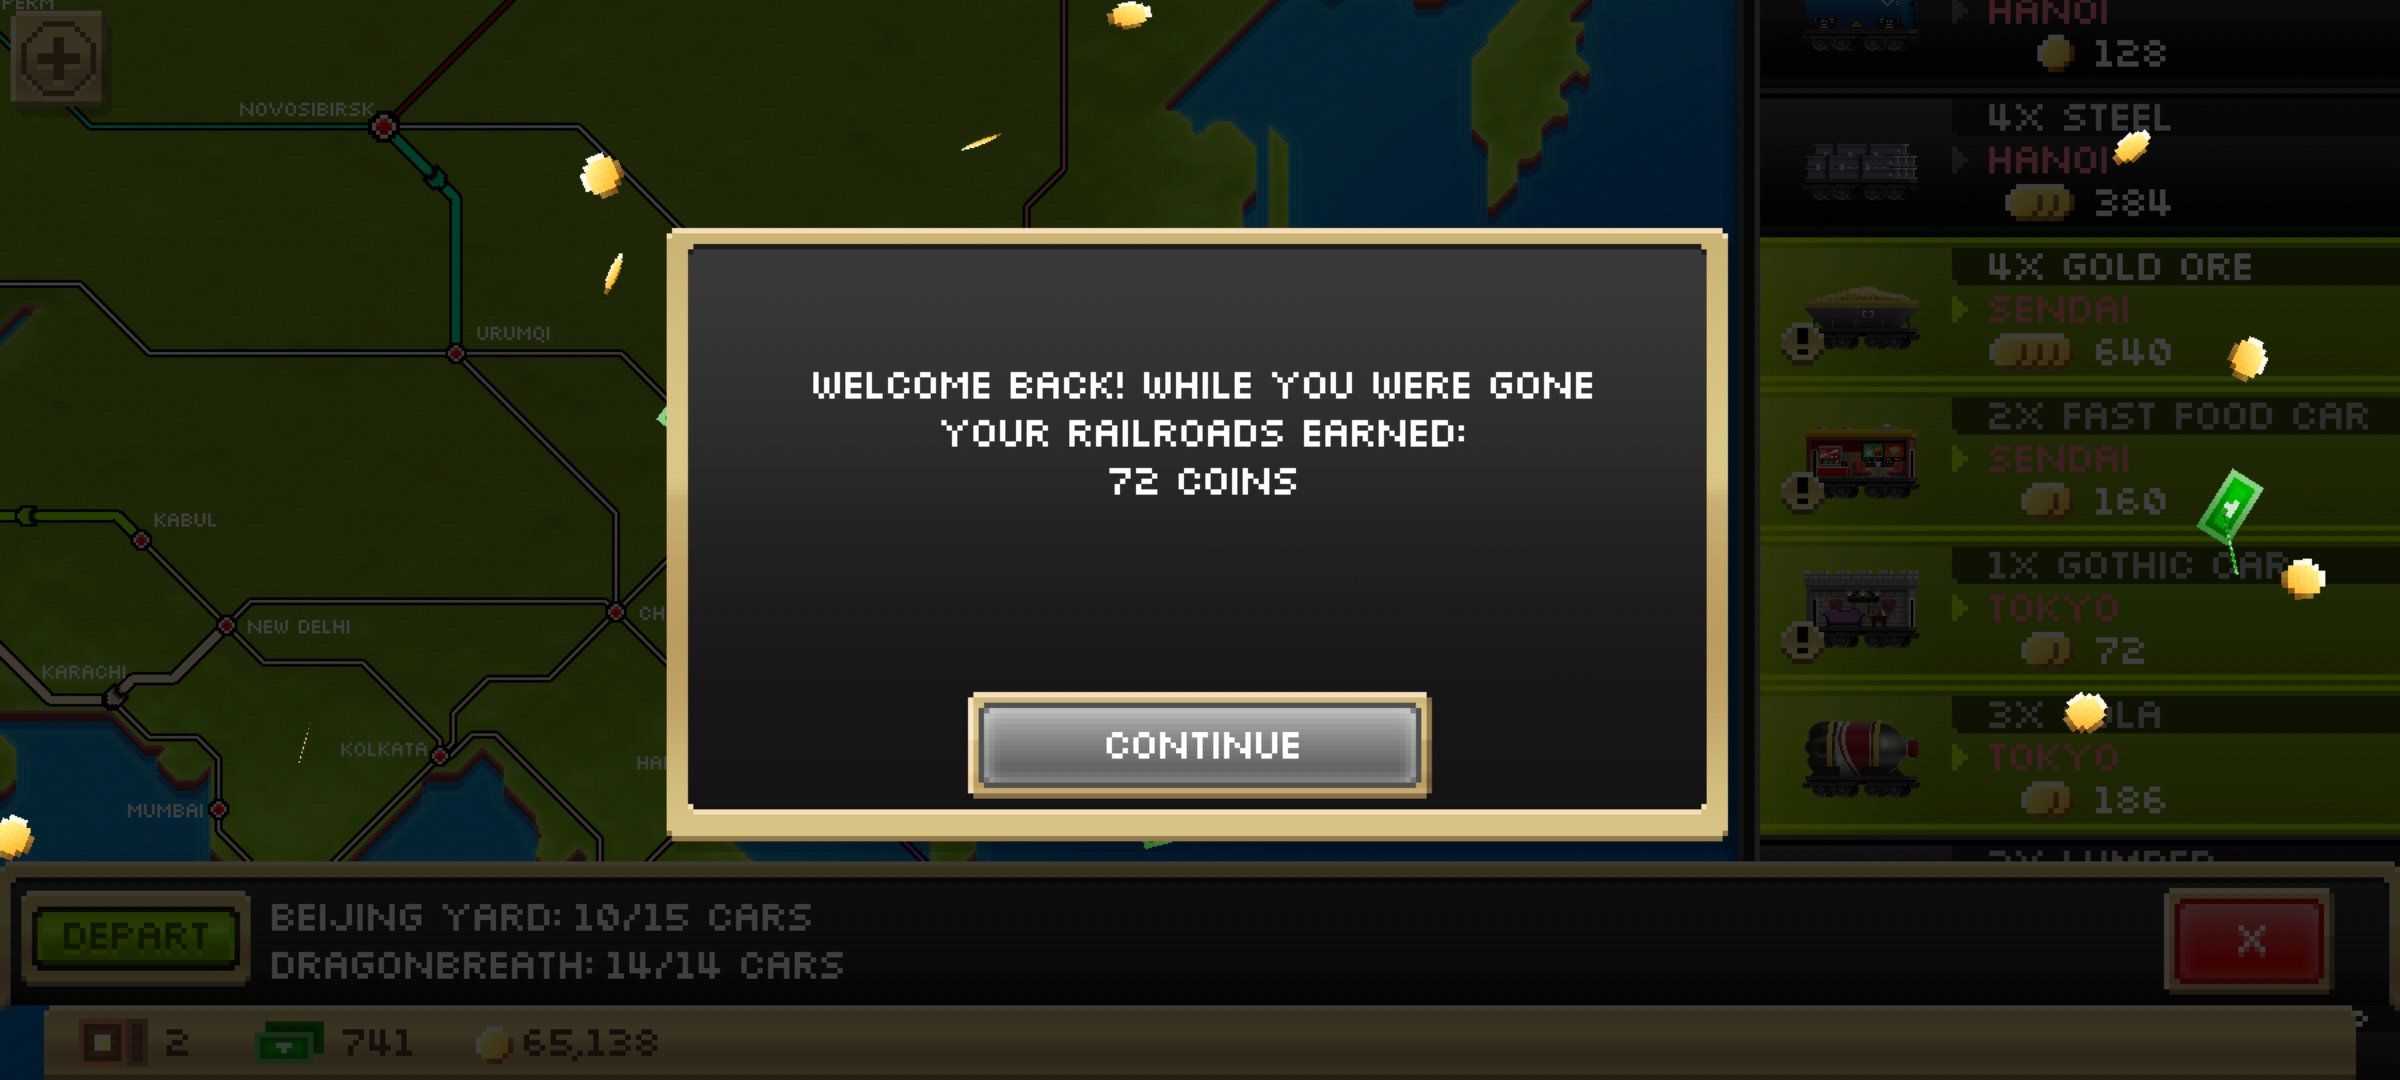 PERM
NOVOSIBIRSK
URUMQI
KABUL
NEW DELHI
KARACHI
KOLKATA
MUMBAI
WELCOME BACK! WHILE YOU WERE GONE
YOUR RAILROADS EARNED:
72 COINS
CONTINUE
HANOI
128
4X STEEL
HANOI
384
4X GOLD ORE
SENDAI
640
2X FAST FOOD CAR
SENDAI
160
1X GOTHIC CAR
TOKYO
72
3X
TOKYO
186
DEPART
BEIJING YARD: 10/15 CARS
DRAGONBREATH: 14/14 CARS
X
2
741
65,138